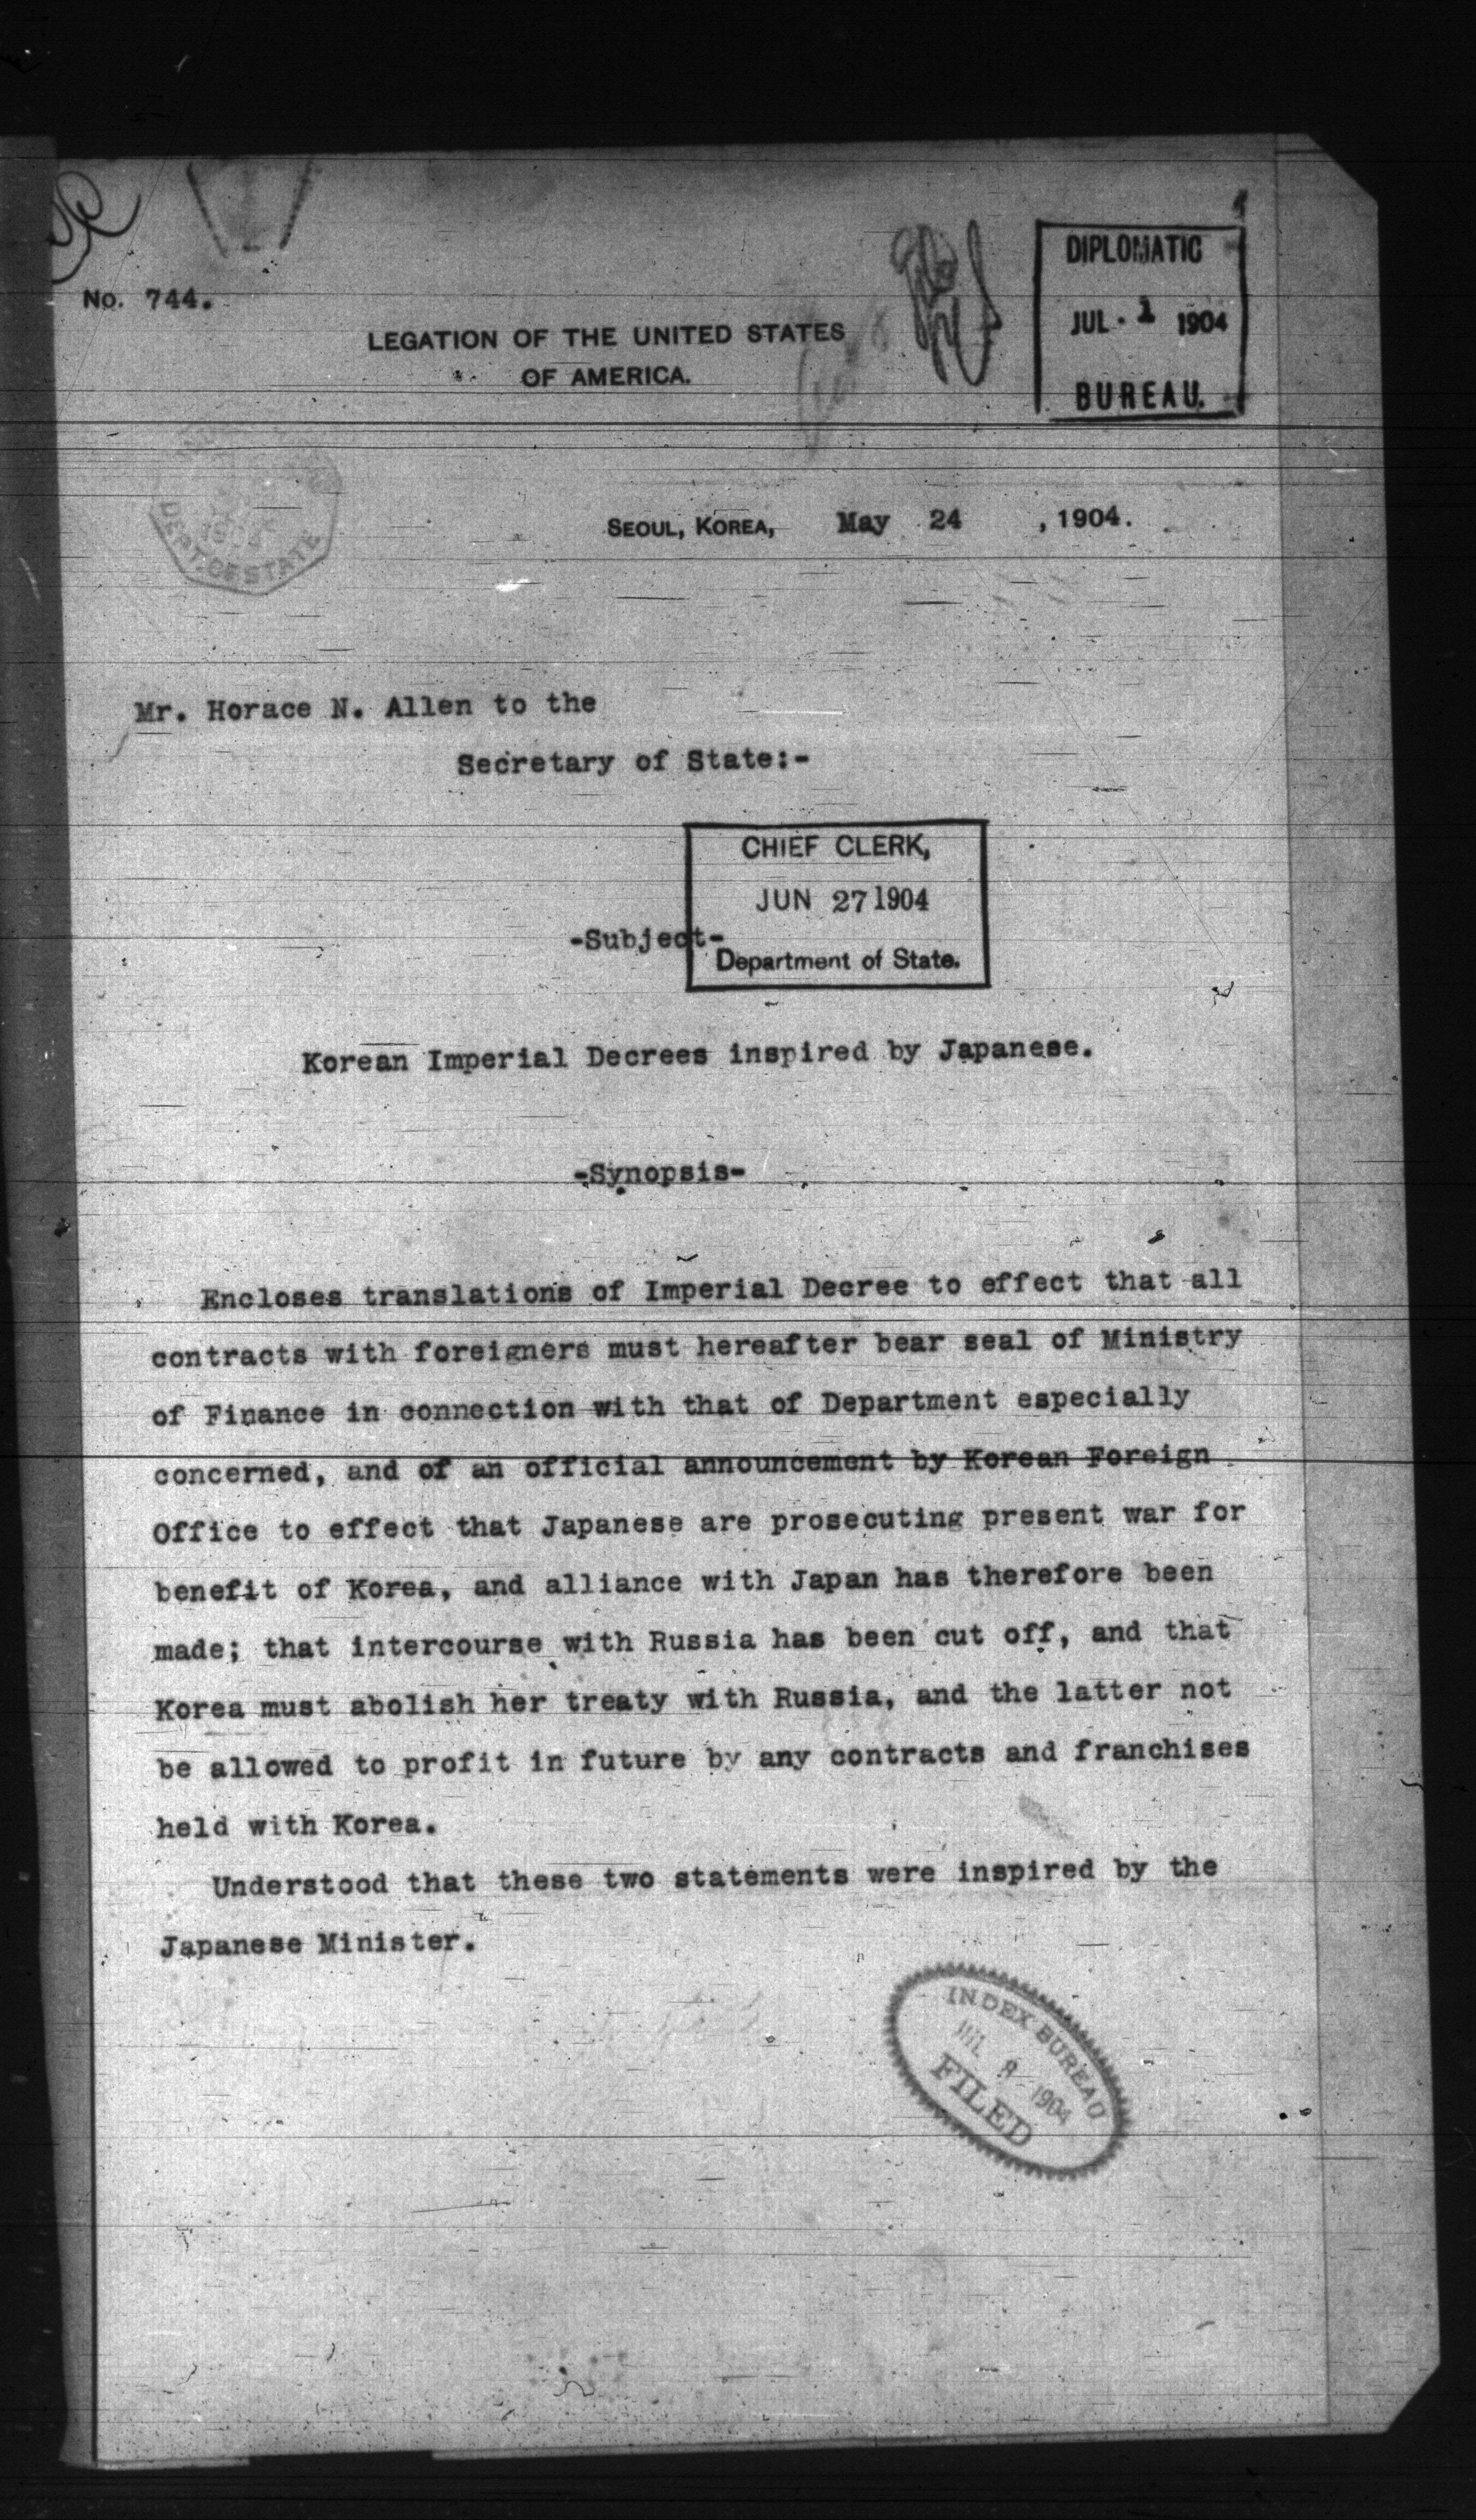 No. 744.
LEGATION OF THE UNITED STATES
OF AMERICA.
DIPLOMATIC
JUL - 1 1904
BUREAU.
DEPT. OF STATE
SEOUL, KOREA, May 24 , 1904.
Mr. Horace N. Allen to the
Secretary of State:-
CHIEF CLERK,
JUN 27 1904
Department of State.
-Subject-
Korean Imperial Decrees inspired by Japanese.
-Synopsis-
Encloses translations of Imperial Decree to effect that all
contracts with foreigners must hereafter bear seal of Ministry
of Finance in connection with that of Department especially
concerned, and of an official announcement by Korean Foreign
Office to effect that Japanese are prosecuting present war for
benefit of Korea, and alliance with Japan has therefore been
made; that intercourse with Russia has been cut off, and that
Korea must abolish her treaty with Russia, and the latter not
be allowed to profit in future by any contracts and franchises
held with Korea.
Understood that these two statements were inspired by the
Japanese Minister.
INDEX BUREAU
JUL 8 1904
FILED